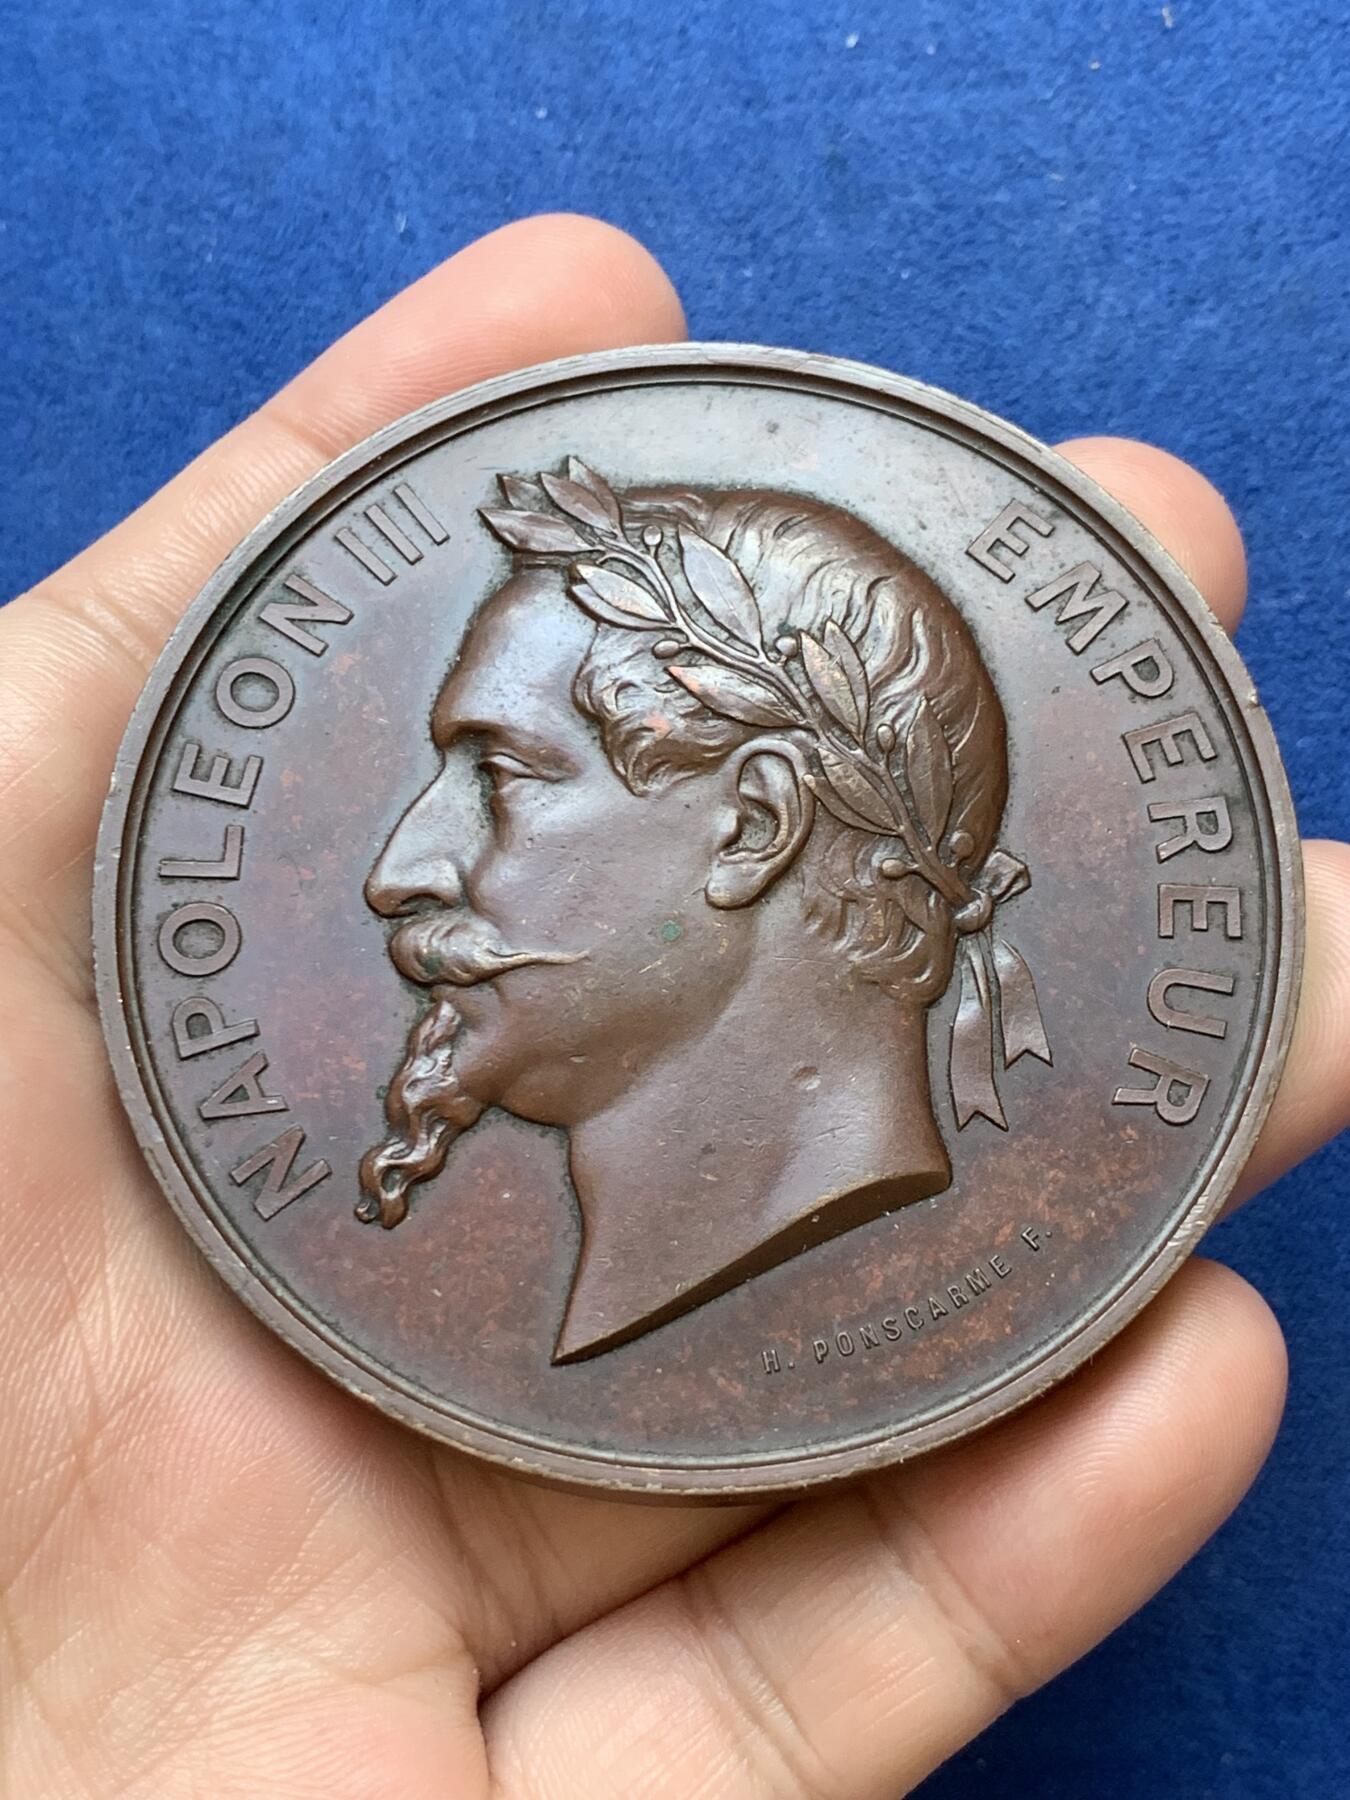 NAPOLEON III
EMPEREUR
H. PONSCARME F.